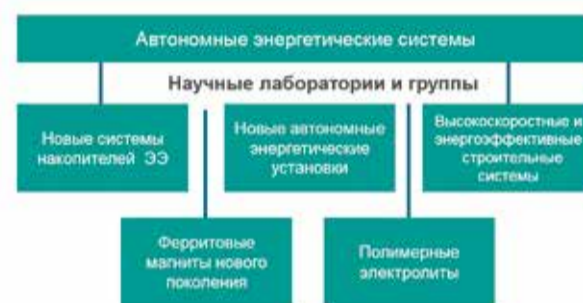 Автономные энергетические системы
Научные лаборатории и группы
Новые системы
накопителей ЭЭ
Новые автономные
энергетические
установки
Высокоскоростные и
энергоэффективные
строительные
системы
Ферритовые
магниты нового
поколения
Полимерные
электролиты